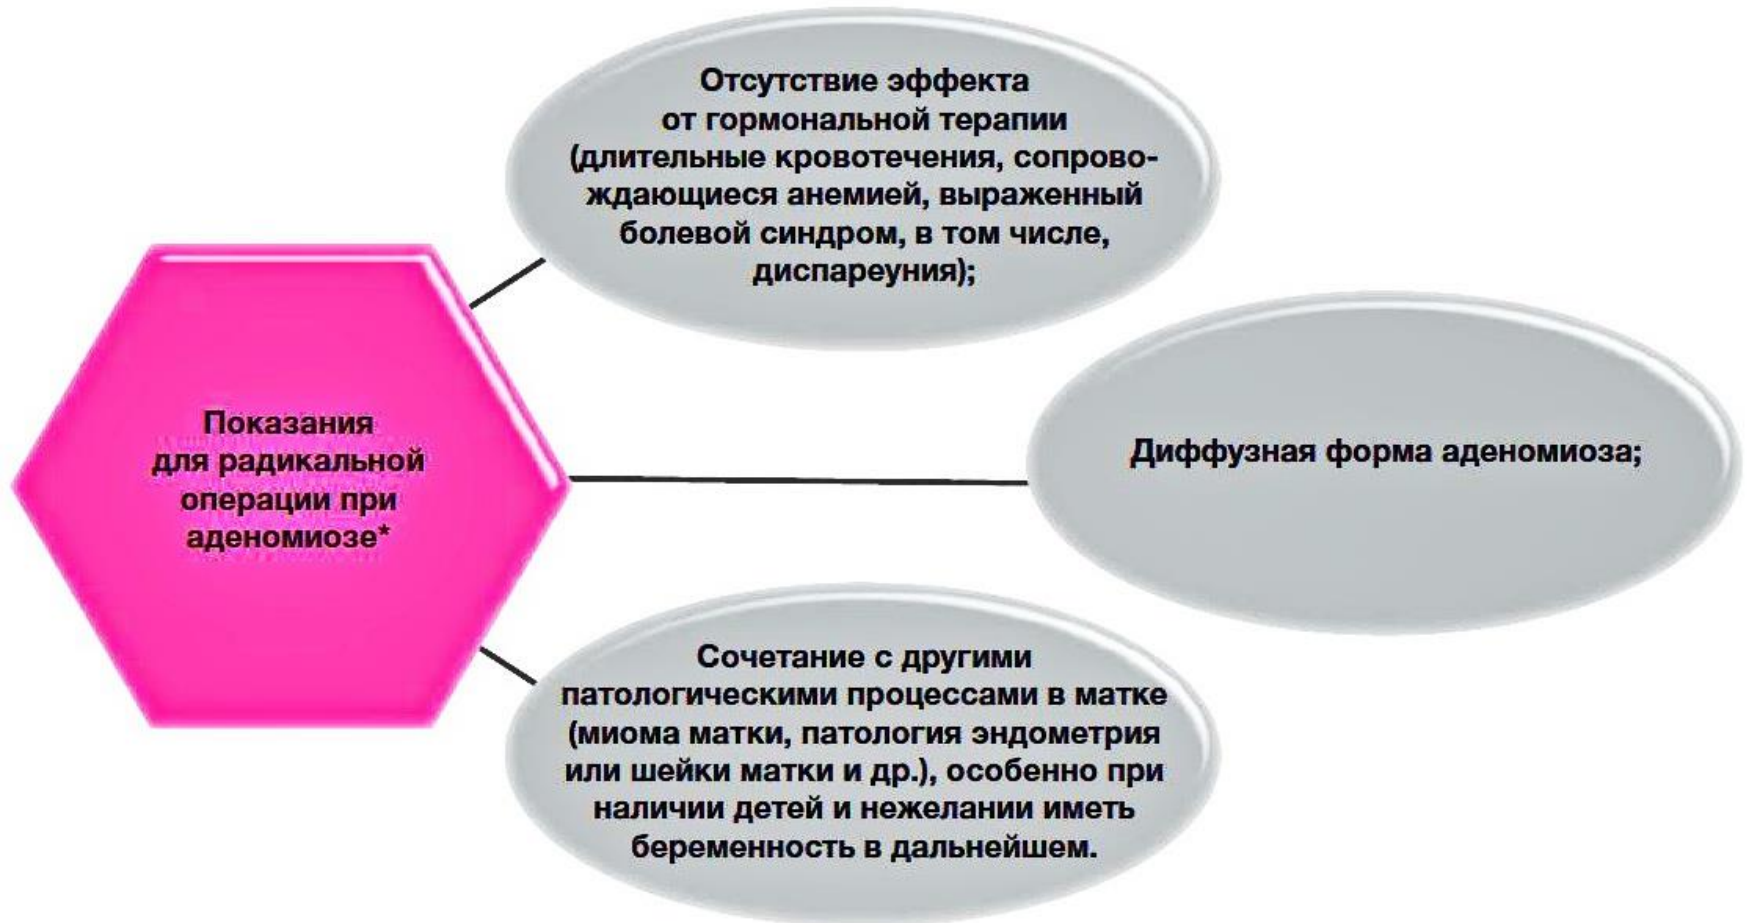 Показания
для радикальной
операции при
аденомиозе*
Отсутствие эффекта
от гормональной терапии
(длительные кровотечения, сопрово-
ждающиеся анемией, выраженный
болевой синдром, в том числе,
диспареуния);
Диффузная форма аденомиоза;
Сочетание с другими
патологическими процессами в матке
(миома матки, патология эндометрия
или шейки матки и др.), особенно при
наличии детей и нежелании иметь
беременность в дальнейшем.